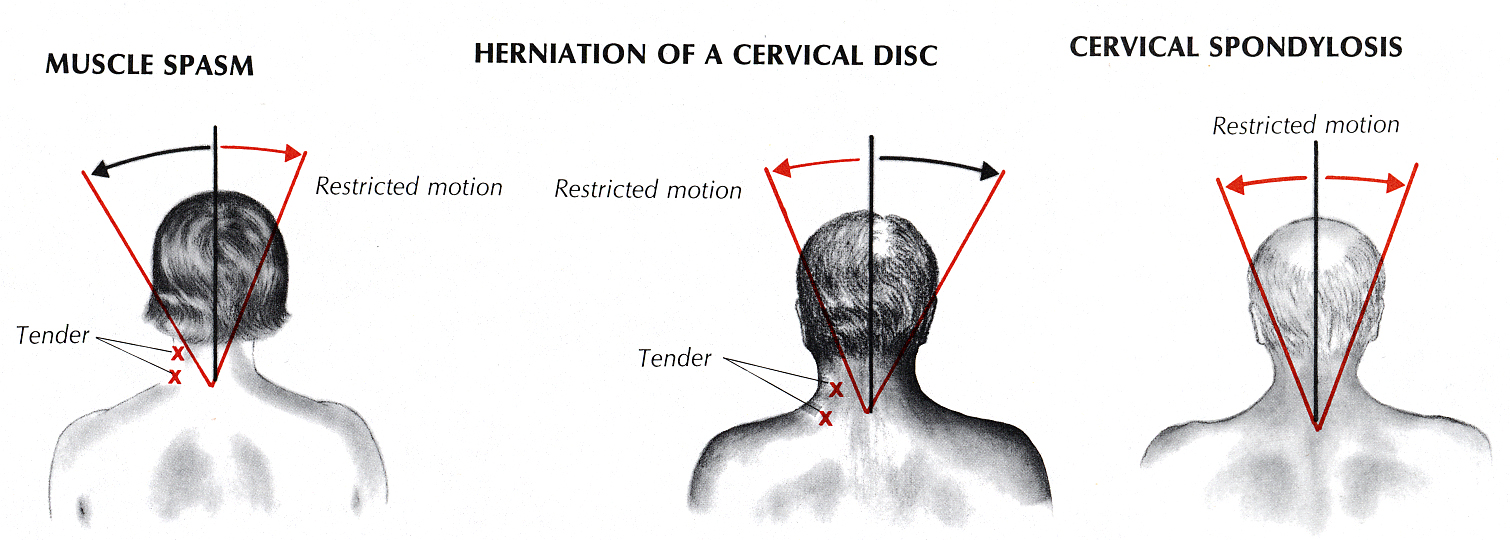 MUSCLE SPASM
Restricted motion
Tender
x
x
HERNIATION OF A CERVICAL DISC
Restricted motion
Tender
x
x
CERVICAL SPONDYLOSIS
Restricted motion